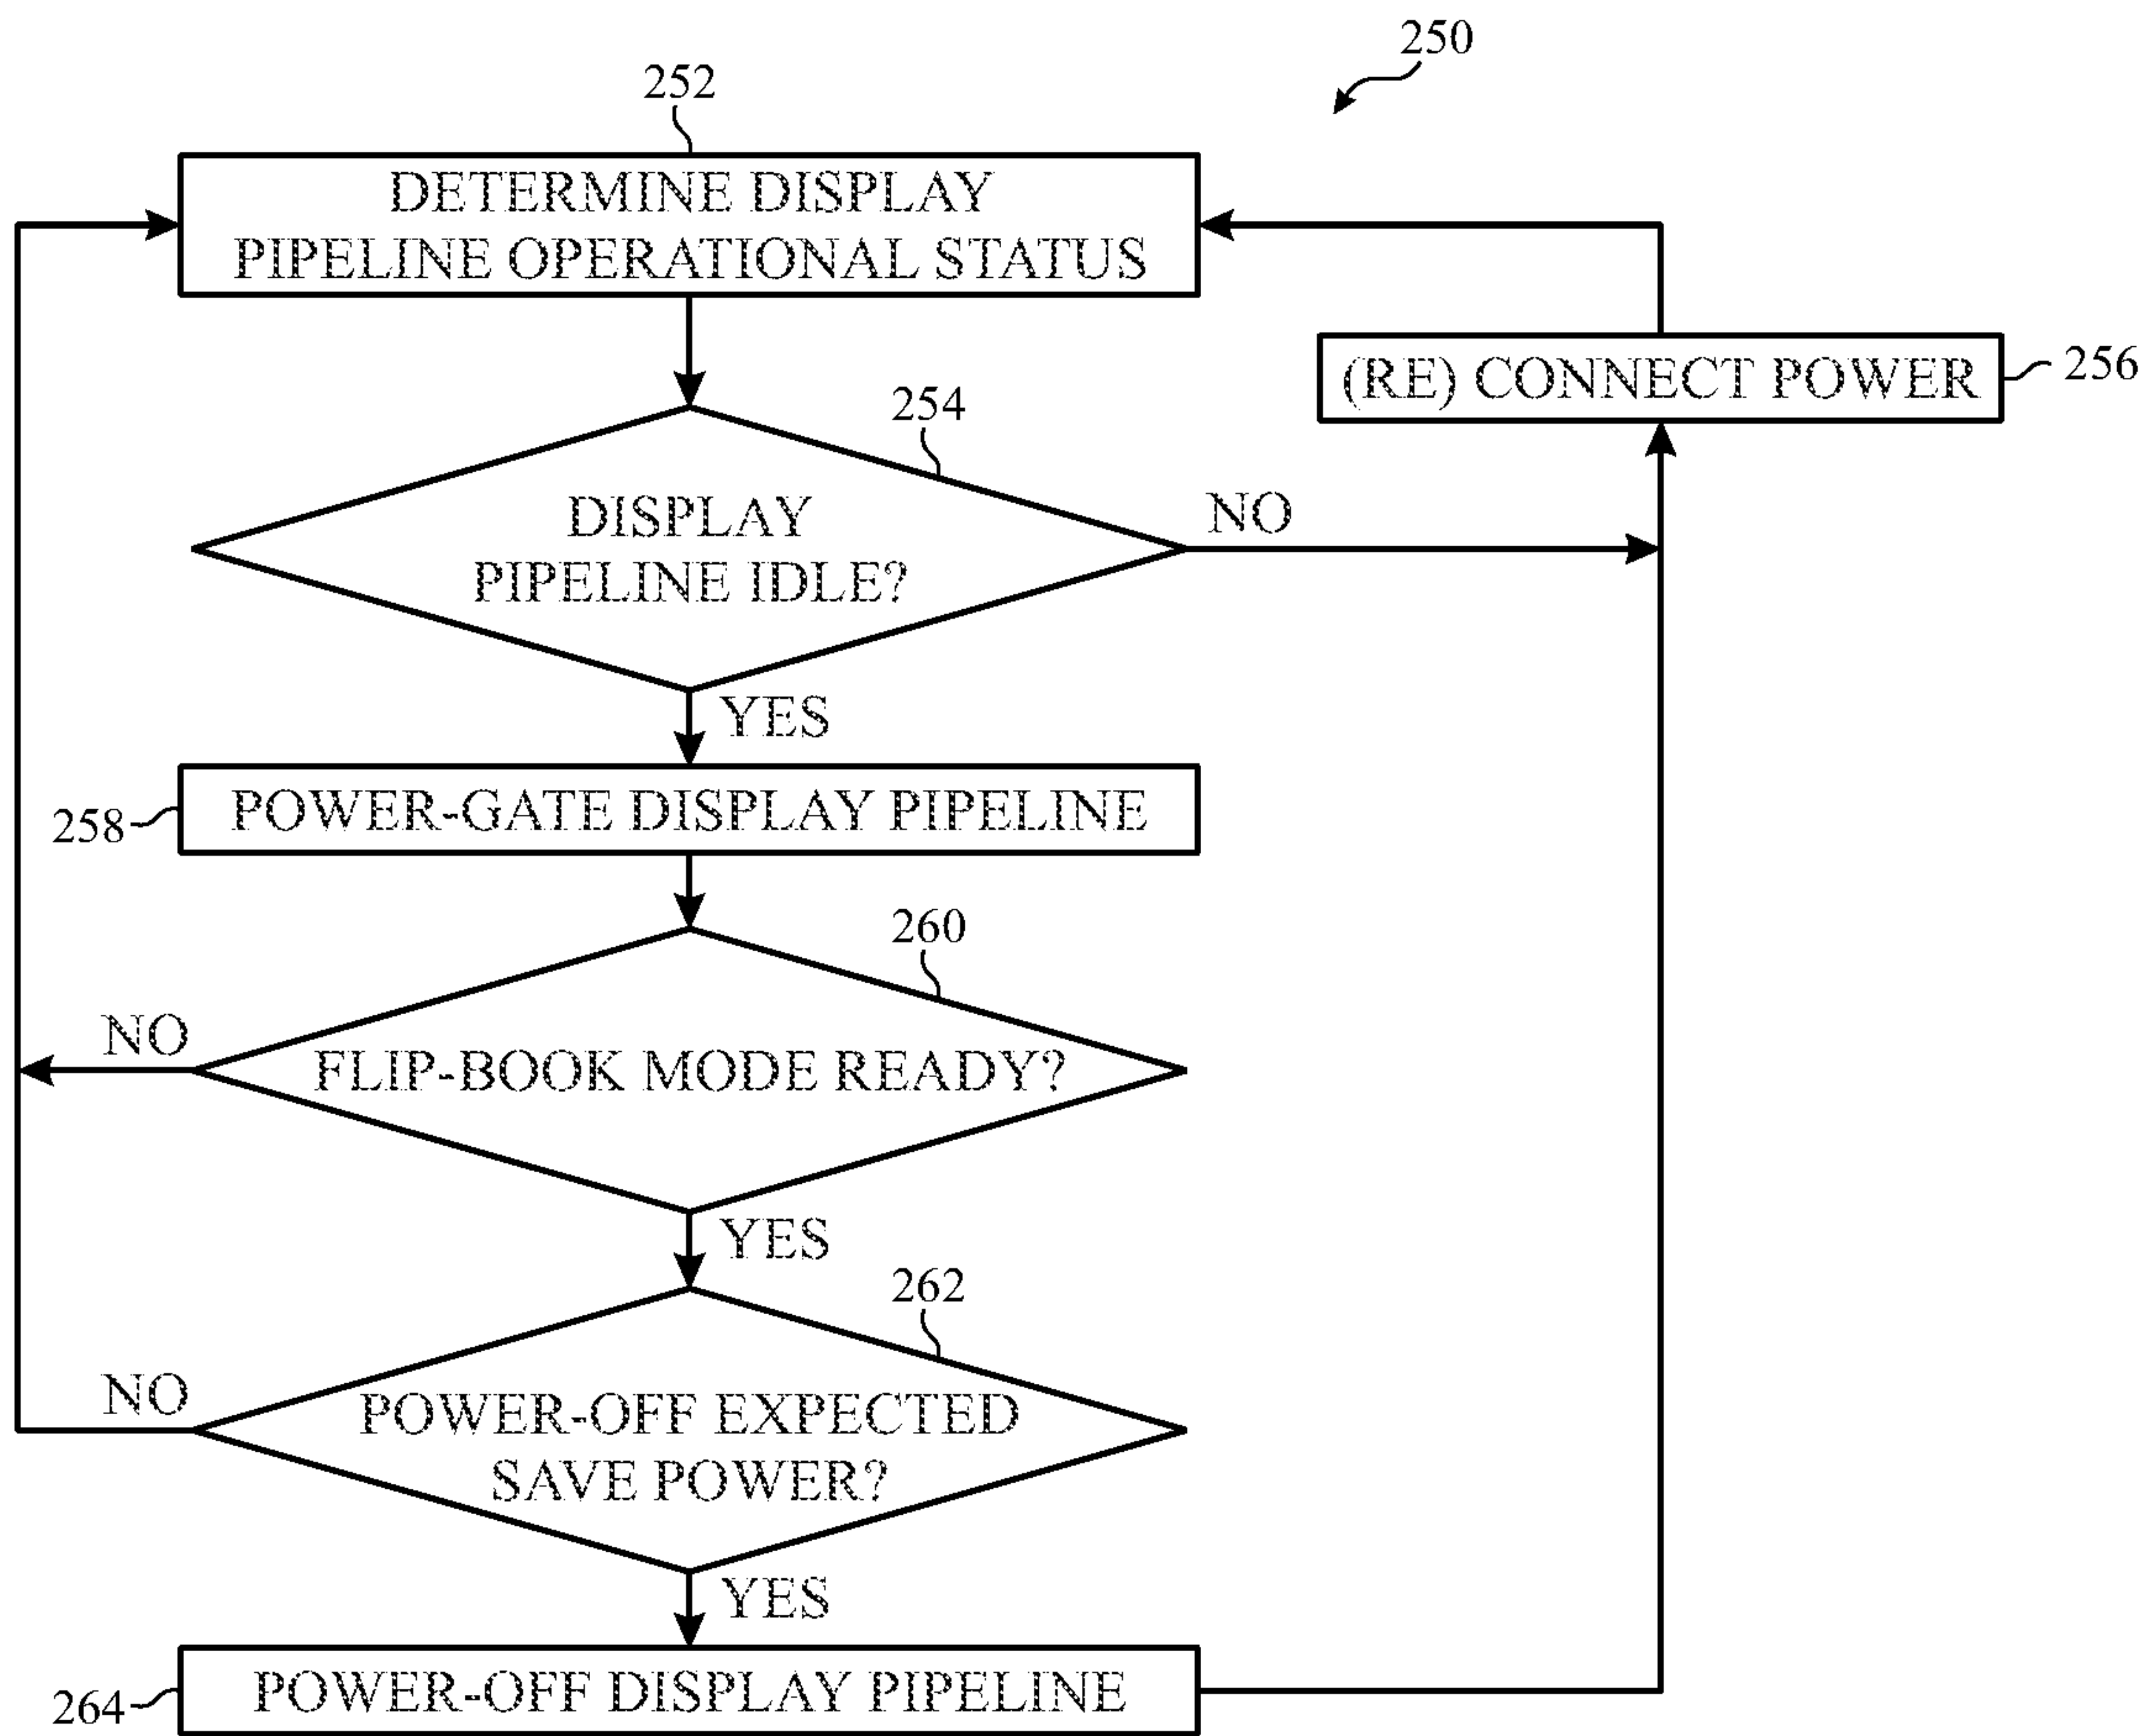 250
252
DETERMINE DISPLAY
PIPELINE OPERATIONAL STATUS
(RE) CONNECT POWER
256
254
DISPLAY
PIPELINE IDLE?
NO
YES
258
POWER-GATE DISPLAY PIPELINE
260
NO
FLIP-BOOK MODE READY?
YES
262
NO
POWER-OFF EXPECTED
SAVE POWER?
YES
264
POWER-OFF DISPLAY PIPELINE